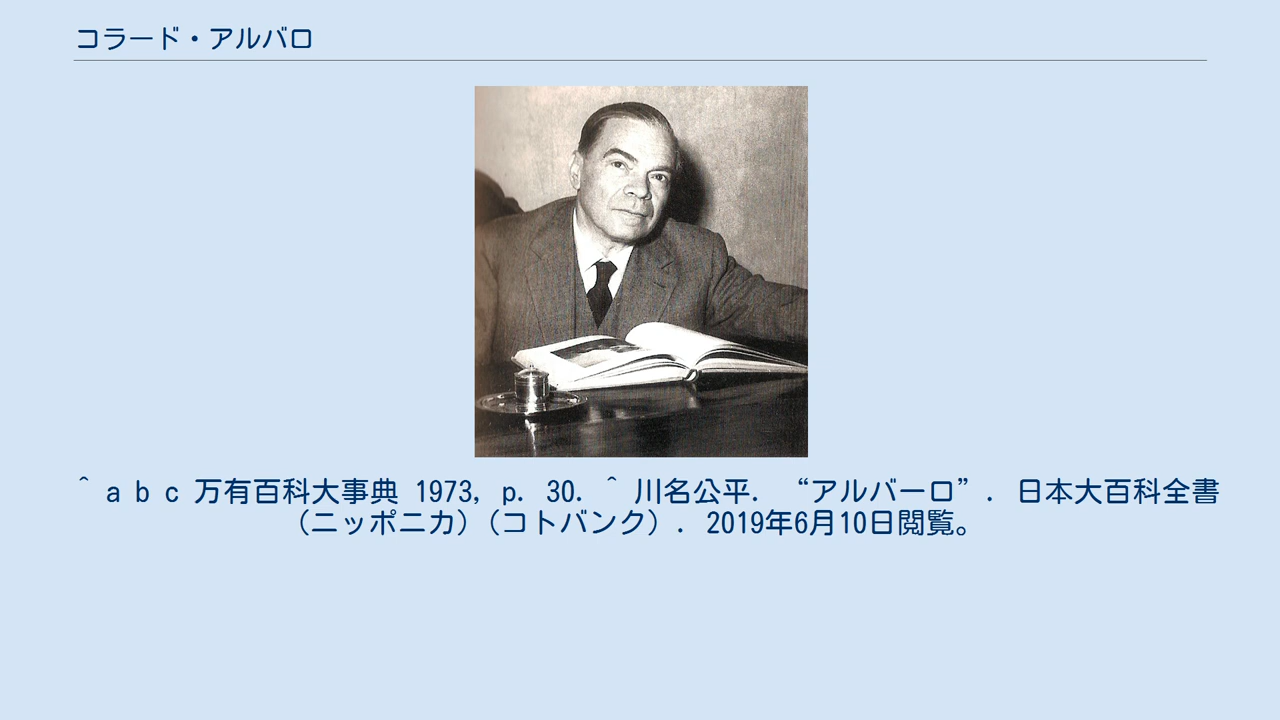 コラード・アルバロ
^ a b c 万有百科大事典 1973, p. 30. ^ 川名公平. “アルバーロ”. 日本大百科全書
(ニッポニカ)(コトバンク). 2019年6月10日閲覧。